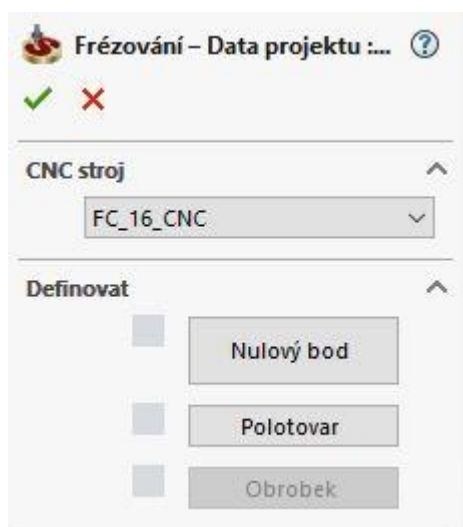 Frézování – Data projektu :...
CNC stroj
FC_16_CNC
Definovat
Nulový bod
Polotovar
Obrobek